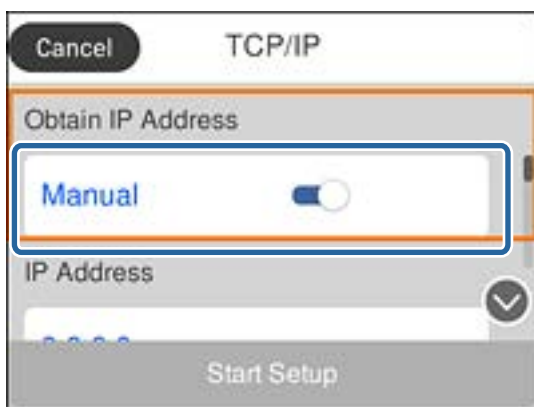 Cancel
TCP/IP
Obtain IP Address
Manual
IP Address
Start Setup